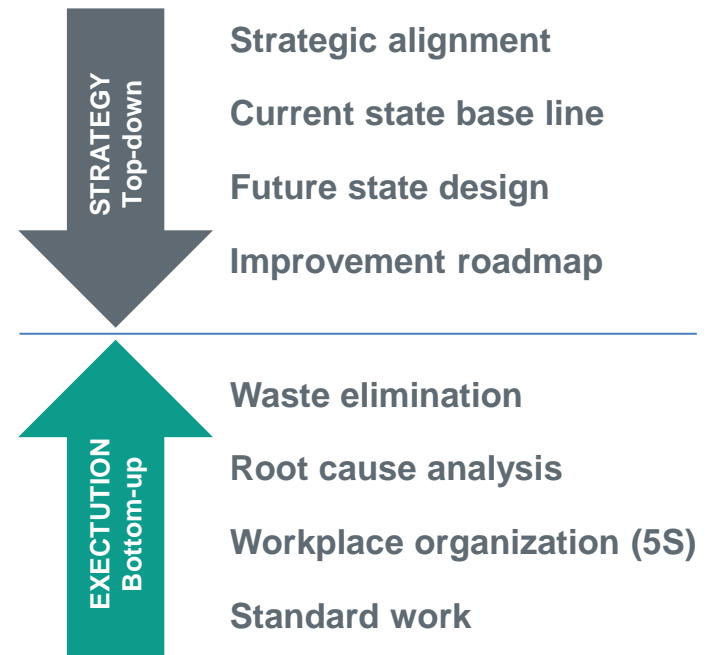 STRATEGY
Top-down
Strategic alignment
Current state base line
Future state design
Improvement roadmap
EXECTUTION
Bottom-up
Waste elimination
Root cause analysis
Workplace organization (5S)
Standard work